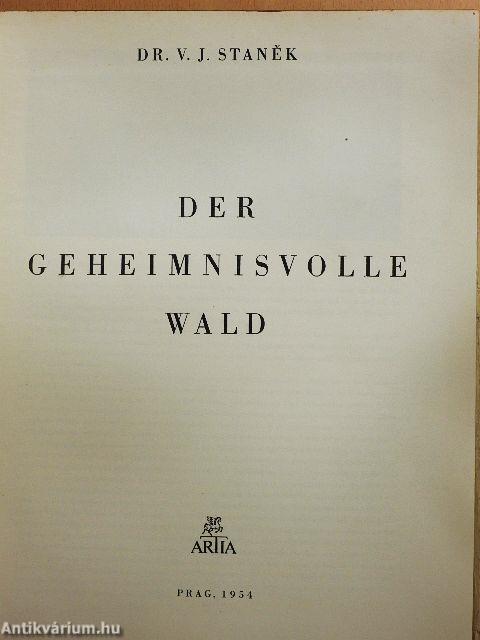 DR. V. J. STANĚK
DER
GEHEIMNISVOLLE
WALD
ARTIA
PRAG, 1954
Antikvárium.hu